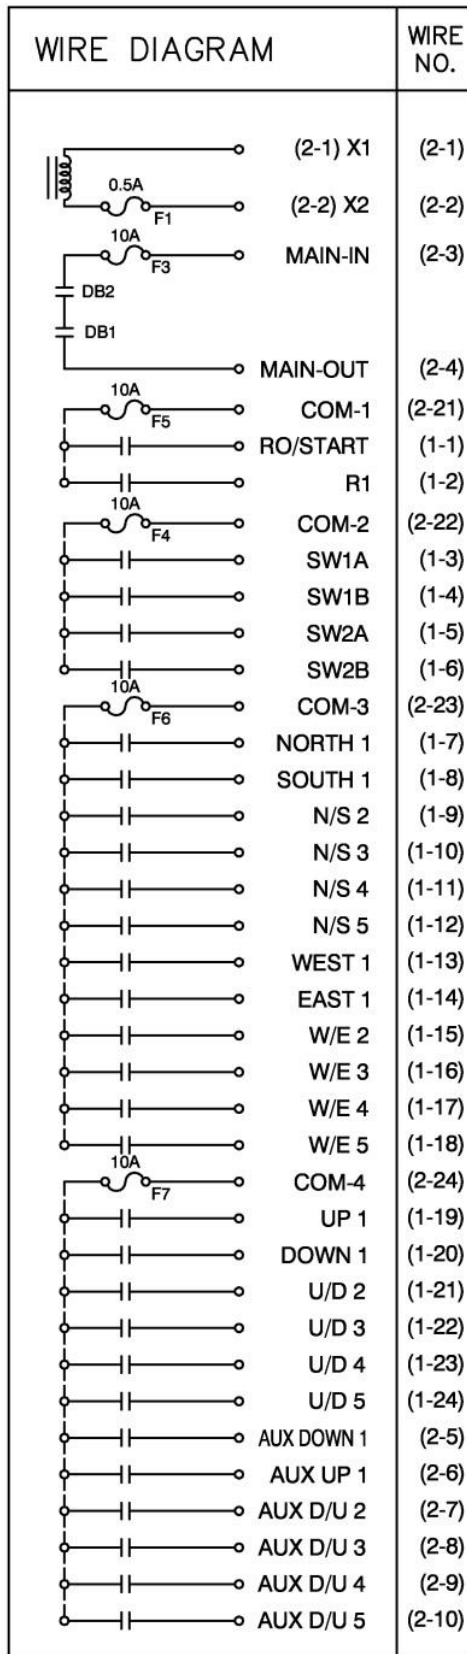 WIRE DIAGRAM WIRE NO.
(2-1) X1 (2-1)
0.5A
F1 (2-2) X2 (2-2)
10A
F3 MAIN-IN (2-3)
DB2
DB1
MAIN-OUT (2-4)
10A
F5 COM-1 (2-21)
RO/START (1-1)
R1 (1-2)
10A
F4 COM-2 (2-22)
SW1A (1-3)
SW1B (1-4)
SW2A (1-5)
SW2B (1-6)
10A
F6 COM-3 (2-23)
NORTH 1 (1-7)
SOUTH 1 (1-8)
N/S 2 (1-9)
N/S 3 (1-10)
N/S 4 (1-11)
N/S 5 (1-12)
WEST 1 (1-13)
EAST 1 (1-14)
W/E 2 (1-15)
W/E 3 (1-16)
W/E 4 (1-17)
W/E 5 (1-18)
10A
F7 COM-4 (2-24)
UP 1 (1-19)
DOWN 1 (1-20)
U/D 2 (1-21)
U/D 3 (1-22)
U/D 4 (1-23)
U/D 5 (1-24)
AUX DOWN 1 (2-5)
AUX UP 1 (2-6)
AUX D/U 2 (2-7)
AUX D/U 3 (2-8)
AUX D/U 4 (2-9)
AUX D/U 5 (2-10)